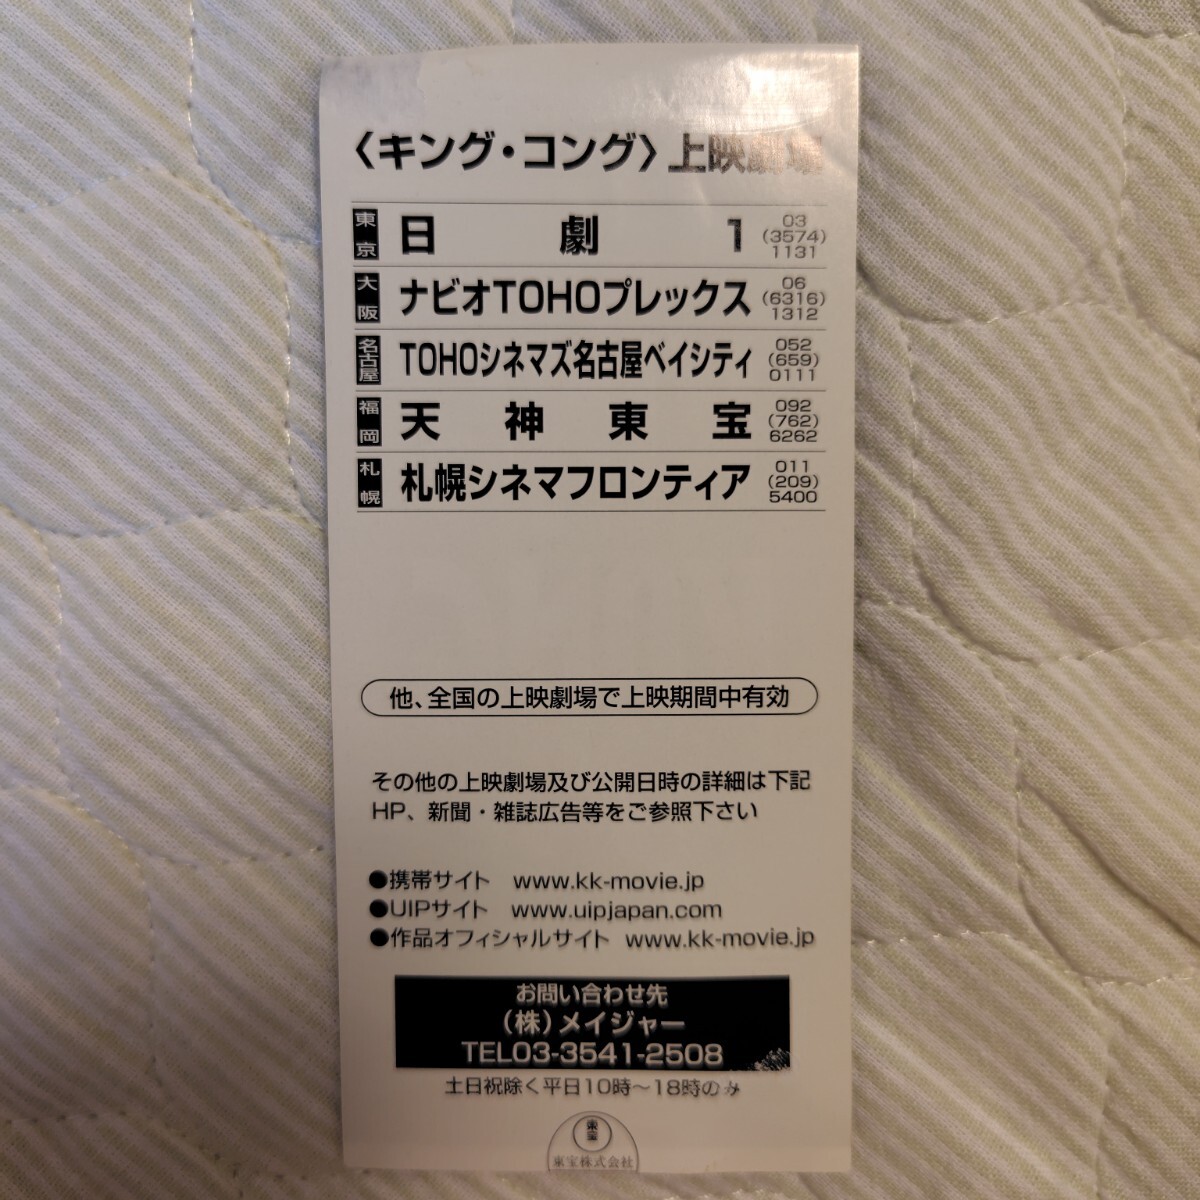 〈キング・コング〉上映劇場
東京 日劇1 03(3574)1131
大阪 ナビオTOHOプレックス 06(6316)1312
名古屋 TOHOシネマズ名古屋ベイシティ 052(659)0111
福岡 天神東宝 092(762)6262
札幌 札幌シネマフロンティア 011(209)5400
他、全国の上映劇場で上映期間中有効
その他の上映劇場及び公開日時の詳細は下記
HP、新聞・雑誌広告等をご参照下さい
●携帯サイト www.kk-movie.jp
●UIPサイト www.uipjapan.com
●作品オフィシャルサイト www.kk-movie.jp
お問い合わせ先
(株)メイジャー
TEL03-3541-2508
土日祝除く平日10時～18時のみ
東宝
東宝株式会社